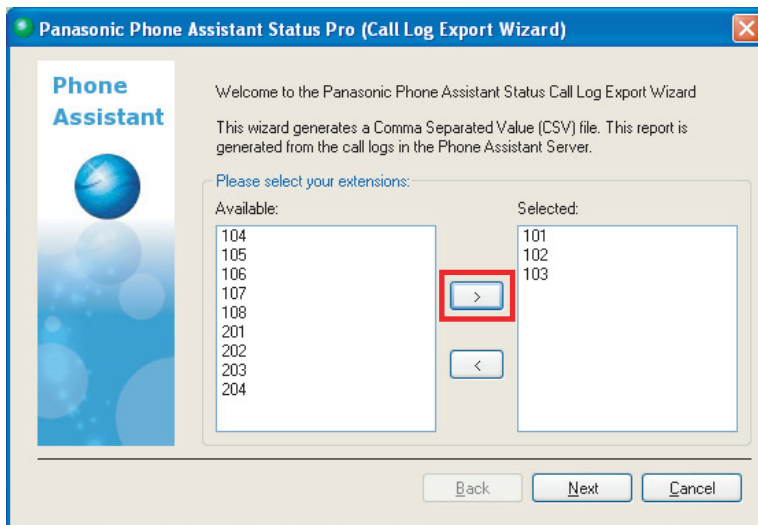 Panasonic Phone Assistant Status Pro (Call Log Export Wizard)
Phone
Assistant
Welcome to the Panasonic Phone Assistant Status Call Log Export Wizard
This wizard generates a Comma Separated Value (CSV) file. This report is
generated from the call logs in the Phone Assistant Server.
Please select your extensions:
Available:
104
105
106
107
108
201
202
203
204
>
<
Selected:
101
102
103
Back
Next
Cancel